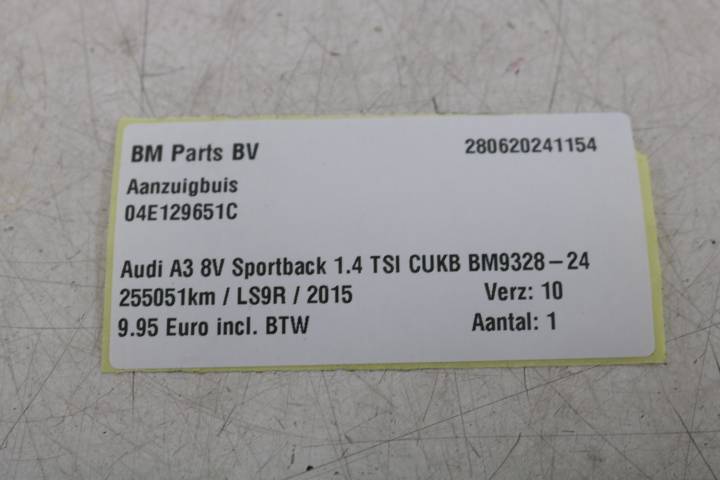 BM Parts BV 280620241154
Aanzuigbuis
04E129651C
Audi A3 8V Sportback 1.4 TSI CUKB BM9328-24
255051km / LS9R / 2015 Verz: 10
9.95 Euro incl. BTW Aantal: 1